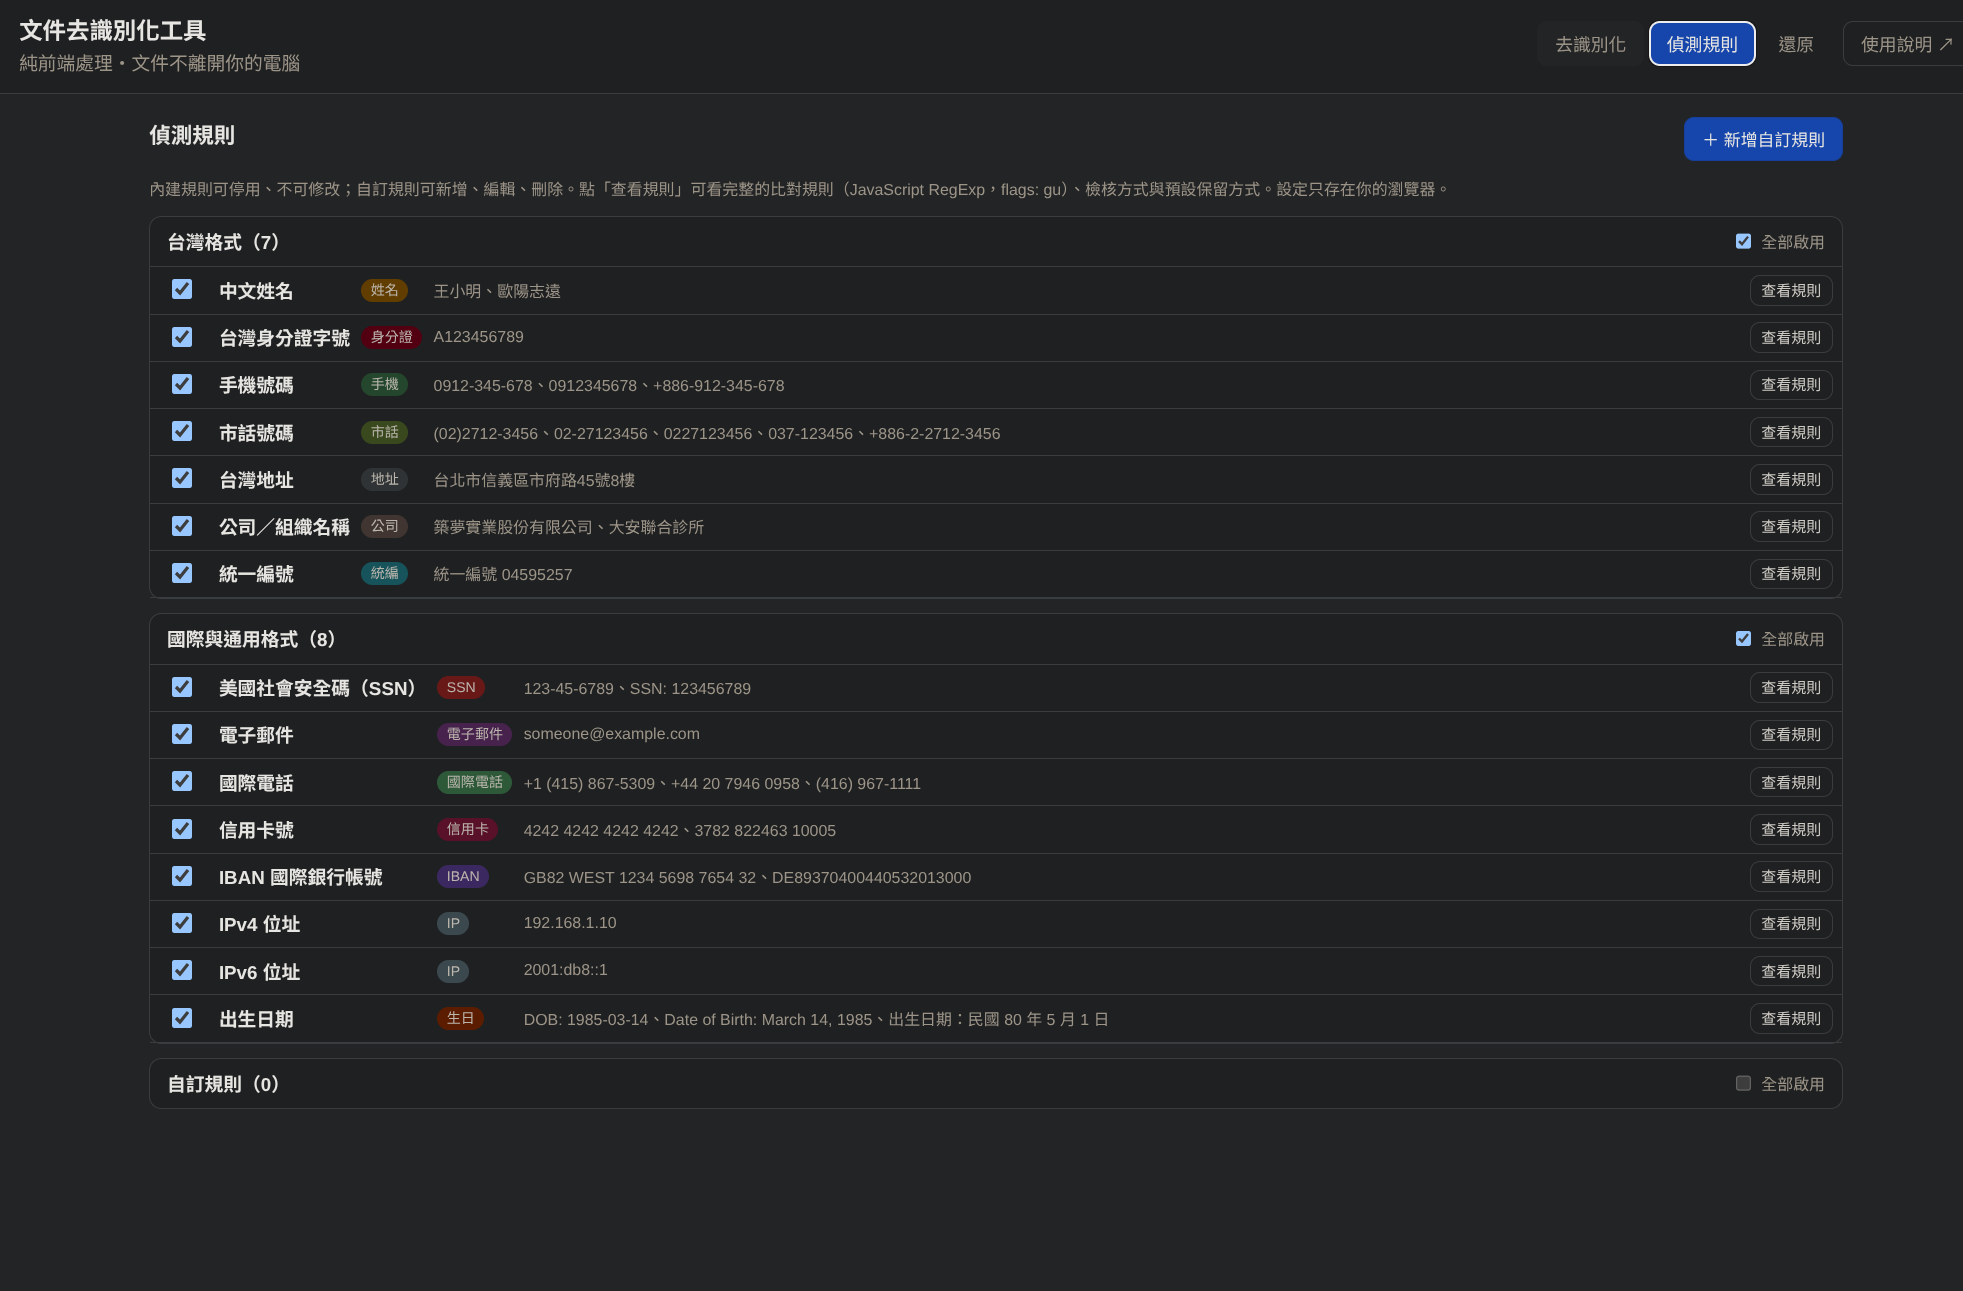 文件去識別化工具
純前端處理・文件不離開你的電腦
去識別化
偵測規則
還原
使用說明 ↗
偵測規則
＋ 新增自訂規則
內建規則可停用、不可修改；自訂規則可新增、編輯、刪除。點「查看規則」可看完整的比對規則（JavaScript RegExp，flags: gu）、檢核方式與預設保留方式。設定只存在你的瀏覽器。
台灣格式（7） 全部啟用
中文姓名 姓名 王小明、歐陽志遠 查看規則
台灣身分證字號 身分證 A123456789 查看規則
手機號碼 手機 0912-345-678、0912345678、+886-912-345-678 查看規則
市話號碼 市話 (02)2712-3456、02-27123456、0227123456、037-123456、+886-2-2712-3456 查看規則
台灣地址 地址 台北市信義區市府路45號8樓 查看規則
公司／組織名稱 公司 築夢實業股份有限公司、大安聯合診所 查看規則
統一編號 統編 統一編號 04595257 查看規則
國際與通用格式（8） 全部啟用
美國社會安全碼（SSN） SSN 123-45-6789、SSN: 123456789 查看規則
電子郵件 電子郵件 someone@example.com 查看規則
國際電話 國際電話 +1 (415) 867-5309、+44 20 7946 0958、(416) 967-1111 查看規則
信用卡號 信用卡 4242 4242 4242 4242、3782 822463 10005 查看規則
IBAN 國際銀行帳號 IBAN GB82 WEST 1234 5698 7654 32、DE89370400440532013000 查看規則
IPv4 位址 IP 192.168.1.10 查看規則
IPv6 位址 IP 2001:db8::1 查看規則
出生日期 生日 DOB: 1985-03-14、Date of Birth: March 14, 1985、出生日期：民國 80 年 5 月 1 日 查看規則
自訂規則（0） 全部啟用